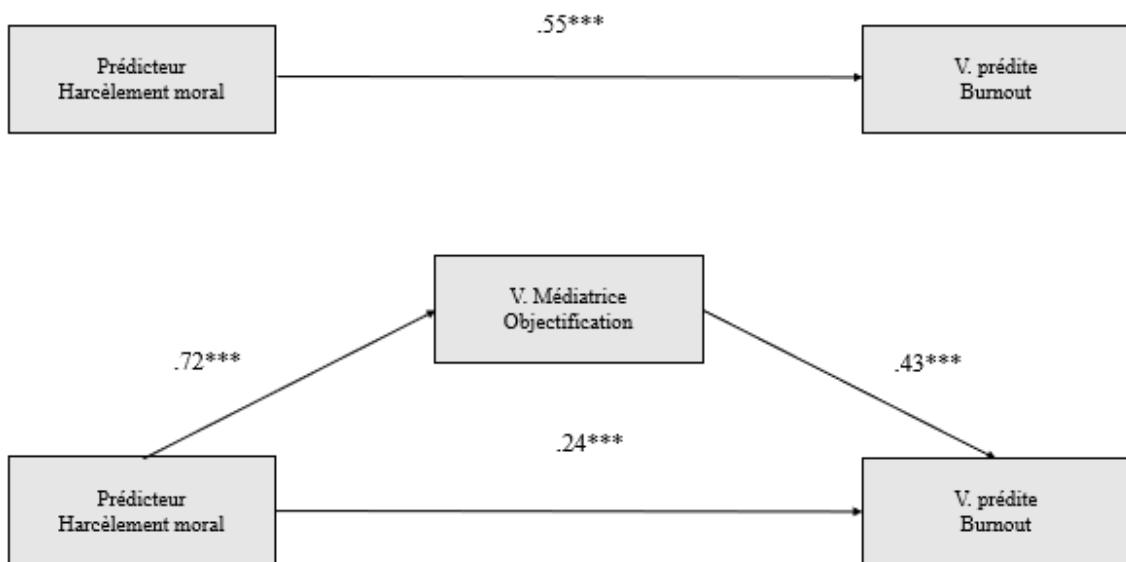 .55***
Prédicteur
Harcèlement moral
V. prédite
Burnout
V. Médiatrice
Objectification
.72***
.43***
.24***
Prédicteur
Harcèlement moral
V. prédite
Burnout